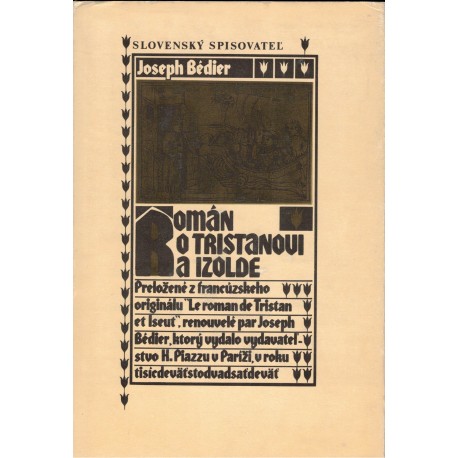 SLOVENSKÝ SPISOVATEĽ
Joseph Bédier
Román
o Tristanovi
a Izolde
Preložené z francúzskeho
originálu "Le roman de Tristan
et Iseut", renouvelé par Joseph
Bédier, ktorý vydalo vydavateľ-
stvo H. Piazzu v Paríži, v roku
tisícdeväťstodvadsaťdeväť